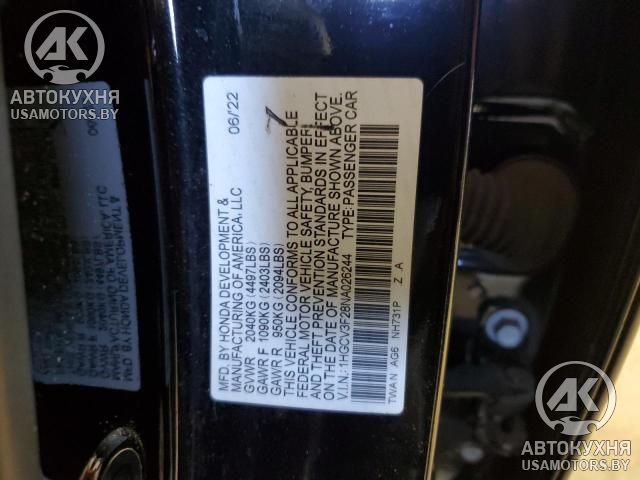 АВТОКУХНЯ
USAMOTORS.BY
MFD. BY HONDA DEVELOPMENT &
MANUFACTURING OF AMERICA, LLC 06/22
GVWR 2040KG (4497LBS)
GAWR F 1090KG (2403LBS)
GAWR R 950KG (2094LBS)
THIS VEHICLE CONFORMS TO ALL APPLICABLE
FEDERAL MOTOR VEHICLE SAFETY, BUMPER,
AND THEFT PREVENTION STANDARDS IN EFFECT
ON THE DATE OF MANUFACTURE SHOWN ABOVE.
V.I.N.: 1HGCV3F28NA026244 TYPE: PASSENGER CAR
TWAN AG6 NH731P Z .A
АВТОКУХНЯ
USAMOTORS.BY